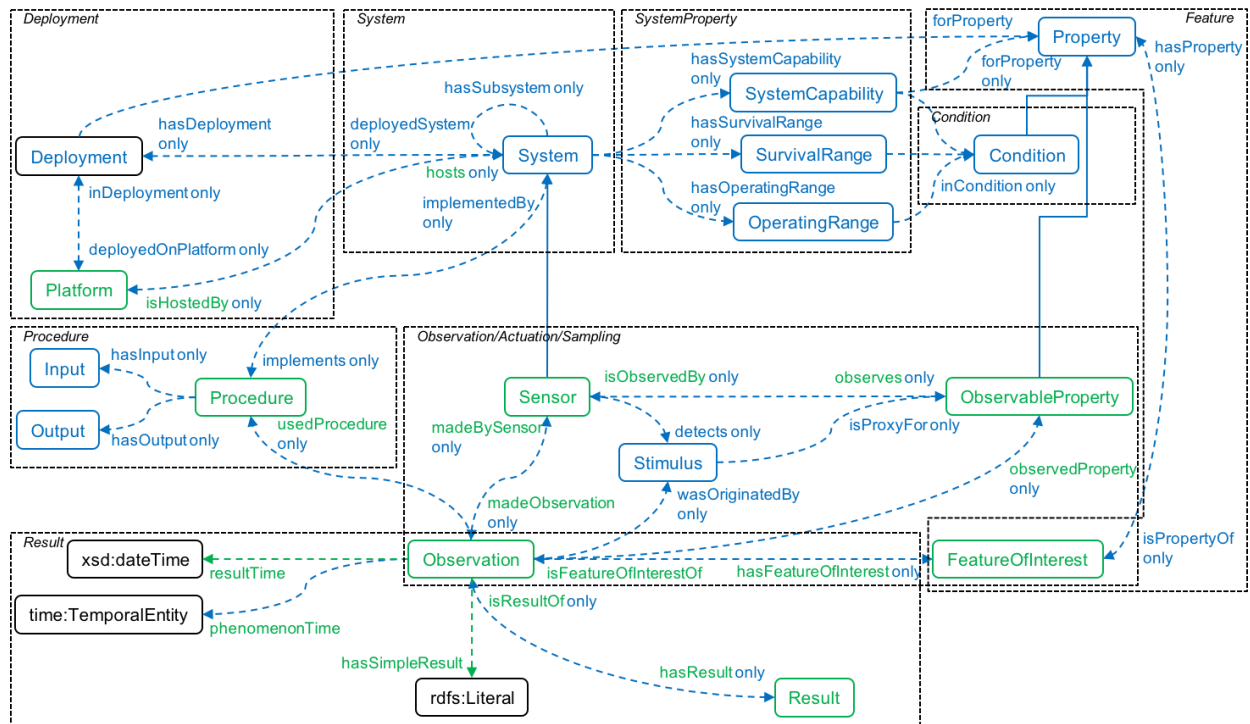 Deployment
System
SystemProperty
Feature
forProperty
Property
hasProperty
only
forProperty
only
hasSystemCapability
only
SystemCapability
hasSubsystem only
Condition
hasDeployment
only
deployedSystem
only
hasSurvivalRange
only
Deployment
System
SurvivalRange
Condition
hosts only
inDeployment only
implementedBy
only
hasOperatingRange
only
inCondition only
OperatingRange
deployedOnPlatform only
Platform
isHostedBy only
Procedure
Observation/Actuation/Sampling
Input
hasInput only
implements only
Procedure
isObservedBy only
observes only
Sensor
ObservableProperty
Output
hasOutput only
usedProcedure
only
madeBySensor
only
detects only
isProxyFor only
Stimulus
observedProperty
only
madeObservation
only
wasOriginatedBy
only
Result
xsd:dateTime
resultTime
Observation
isFeatureOfInterestOf
hasFeatureOfInterest only
FeatureOfInterest
isPropertyOf
only
time:TemporalEntity
phenomenonTime
isResultOf only
hasSimpleResult
hasResult only
rdfs:Literal
Result